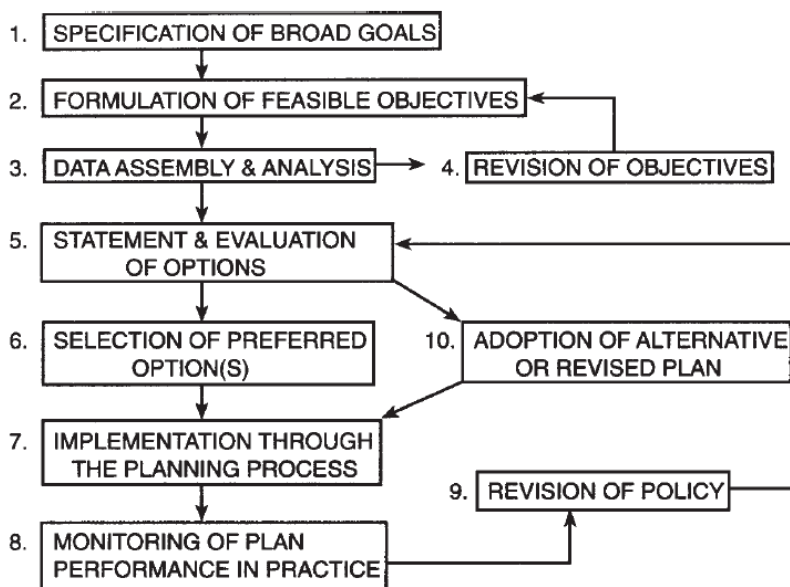 1. SPECIFICATION OF BROAD GOALS
2. FORMULATION OF FEASIBLE OBJECTIVES
3. DATA ASSEMBLY & ANALYSIS
4. REVISION OF OBJECTIVES
5. STATEMENT & EVALUATION
OF OPTIONS
6. SELECTION OF PREFERRED
OPTION(S)
10. ADOPTION OF ALTERNATIVE
OR REVISED PLAN
7. IMPLEMENTATION THROUGH
THE PLANNING PROCESS
9. REVISION OF POLICY
8. MONITORING OF PLAN
PERFORMANCE IN PRACTICE